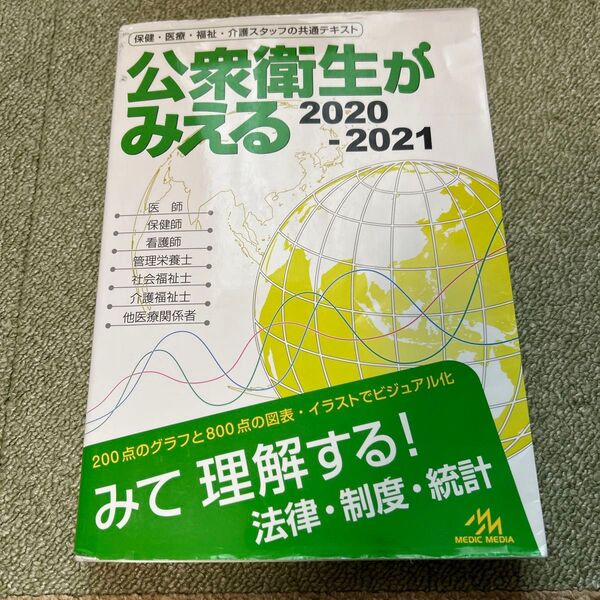 保健・医療・福祉・介護スタッフの共通テキスト
公衆衛生が
みえる 2020
-2021
医 師
保健師
看護師
管理栄養士
社会福祉士
介護福祉士
他医療関係者
200点のグラフと800点の図表・イラストでビジュアル化
みて 理解する!
法律・制度・統計
MEDIC MEDIA